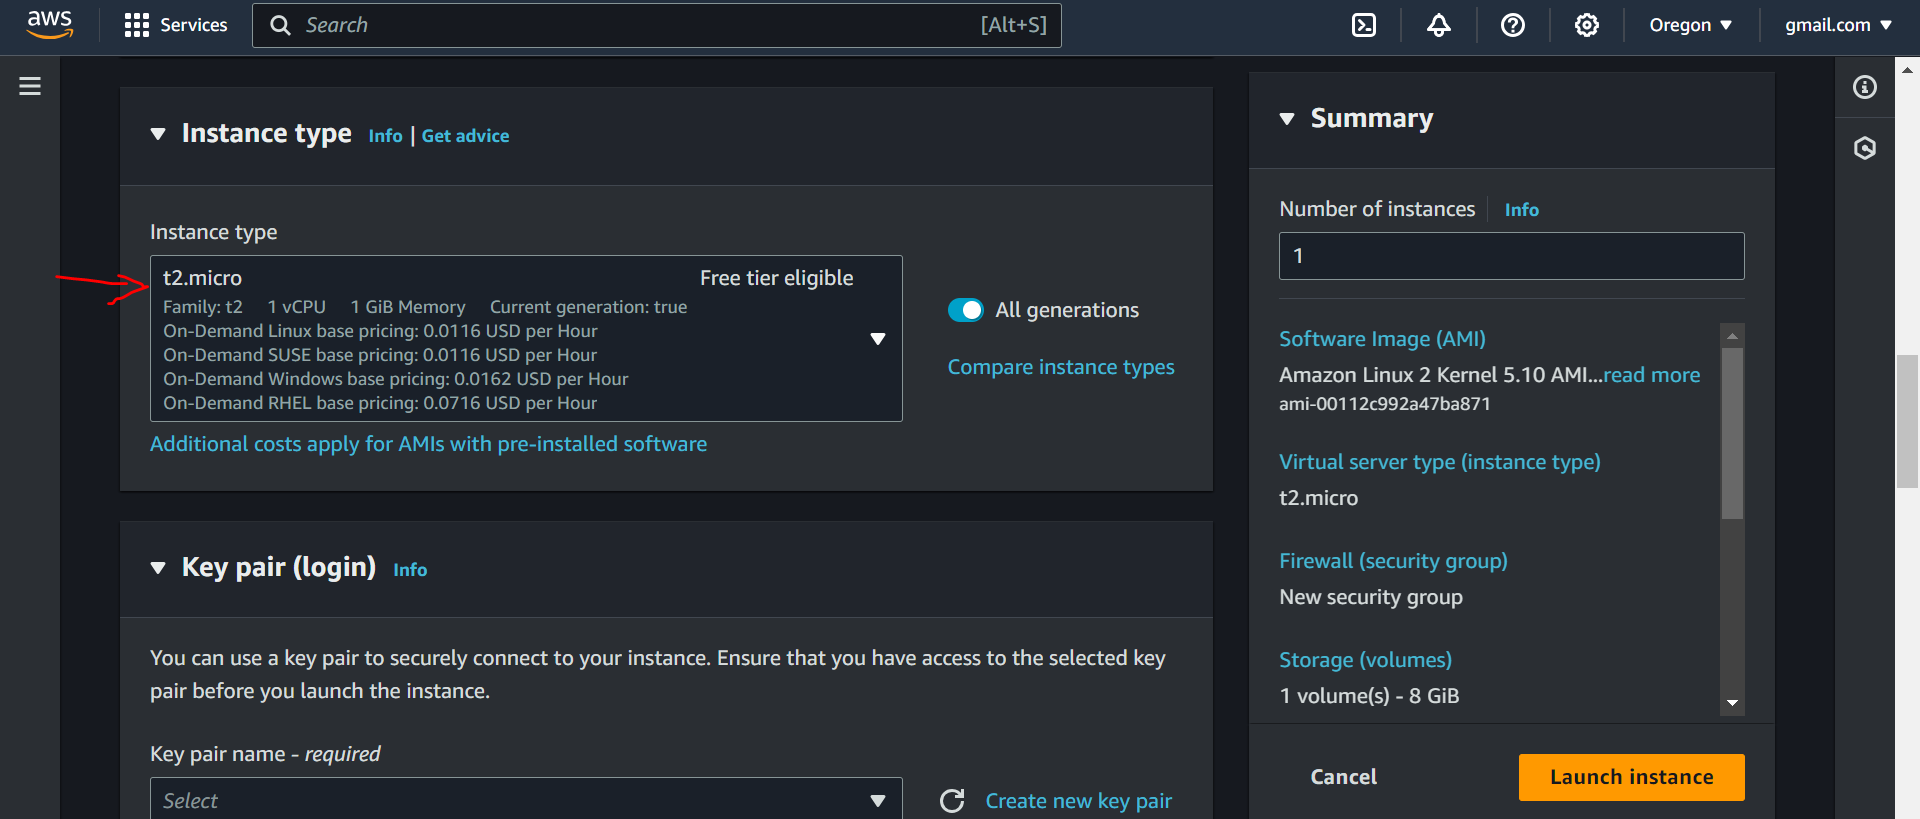 aws Services Search [Alt+S] Oregon gmail.com
Instance type Info | Get advice
Instance type
t2.micro Free tier eligible
Family: t2 1 vCPU 1 GiB Memory Current generation: true
On-Demand Linux base pricing: 0.0116 USD per Hour
On-Demand SUSE base pricing: 0.0116 USD per Hour
On-Demand Windows base pricing: 0.0162 USD per Hour
On-Demand RHEL base pricing: 0.0716 USD per Hour
All generations
Compare instance types
Additional costs apply for AMIs with pre-installed software
Key pair (login) Info
You can use a key pair to securely connect to your instance. Ensure that you have access to the selected key
pair before you launch the instance.
Key pair name - required
Select
Create new key pair
Summary
Number of instances Info
1
Software Image (AMI)
Amazon Linux 2 Kernel 5.10 AMI...read more
ami-00112c992a47ba871
Virtual server type (instance type)
t2.micro
Firewall (security group)
New security group
Storage (volumes)
1 volume(s) - 8 GiB
Cancel Launch instance